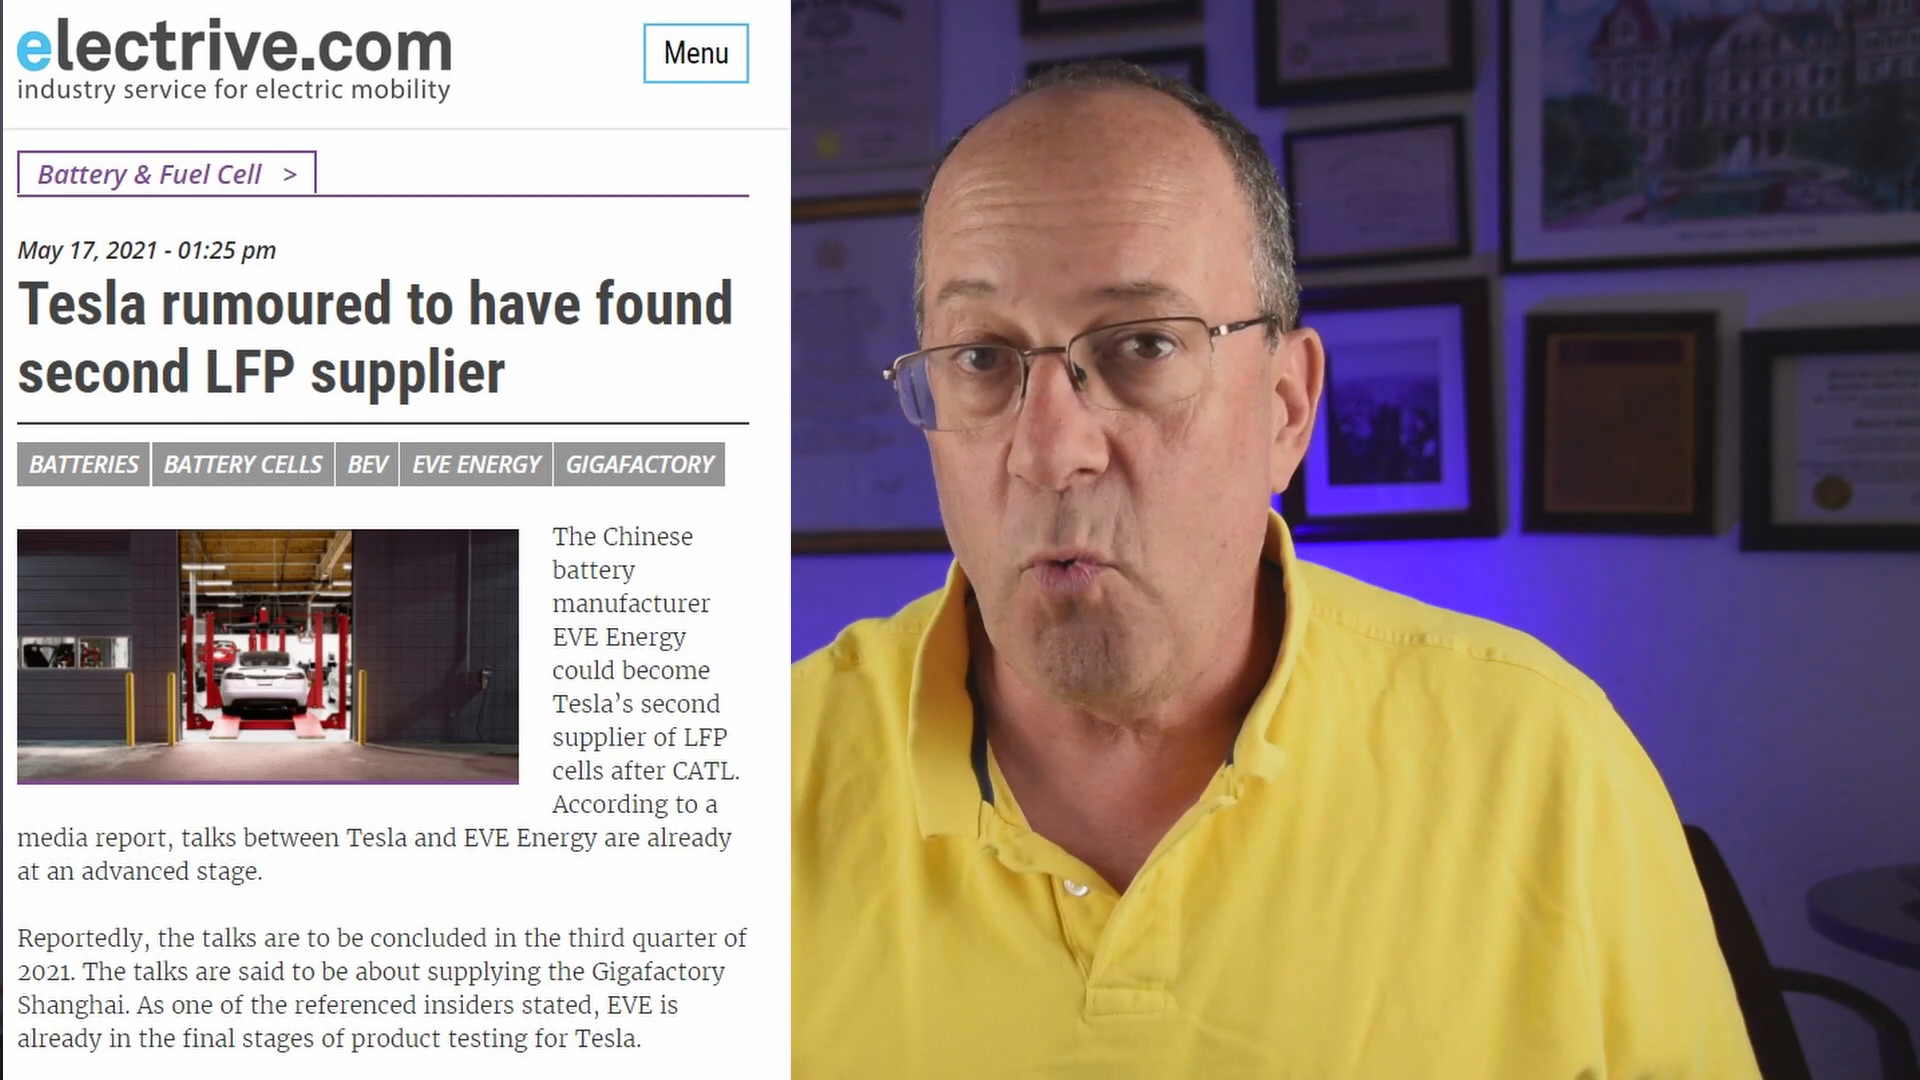 electrive.com
industry service for electric mobility
Menu
Battery & Fuel Cell >
May 17, 2021 - 01:25 pm
Tesla rumoured to have found
second LFP supplier
BATTERIES BATTERY CELLS BEV EVE ENERGY GIGAFACTORY
The Chinese
battery
manufacturer
EVE Energy
could become
Tesla’s second
supplier of LFP
cells after CATL.
According to a
media report, talks between Tesla and EVE Energy are already
at an advanced stage.
Reportedly, the talks are to be concluded in the third quarter of
2021. The talks are said to be about supplying the Gigafactory
Shanghai. As one of the referenced insiders stated, EVE is
already in the final stages of product testing for Tesla.